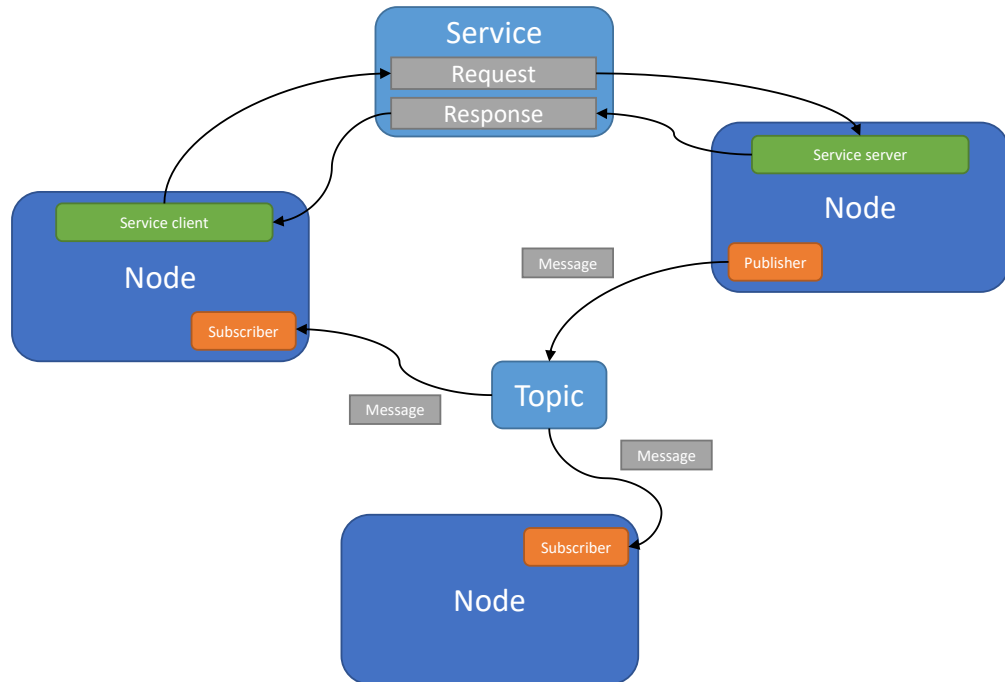 Service
Request
Response
Service server
Node
Service client
Node
Message
Publisher
Subscriber
Topic
Message
Message
Subscriber
Node